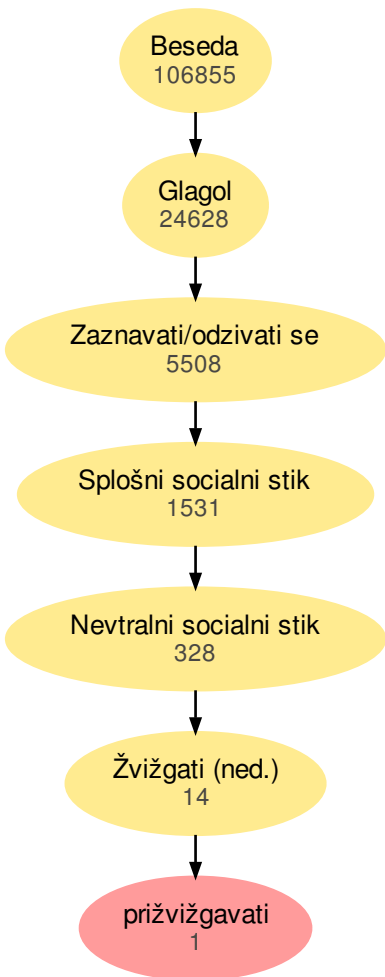 Beseda
106855
Glagol
24628
Zaznavati/odzivati se
5508
Splošni socialni stik
1531
Nevtralni socialni stik
328
Žvižgati (ned.)
14
prižvižgavati
1